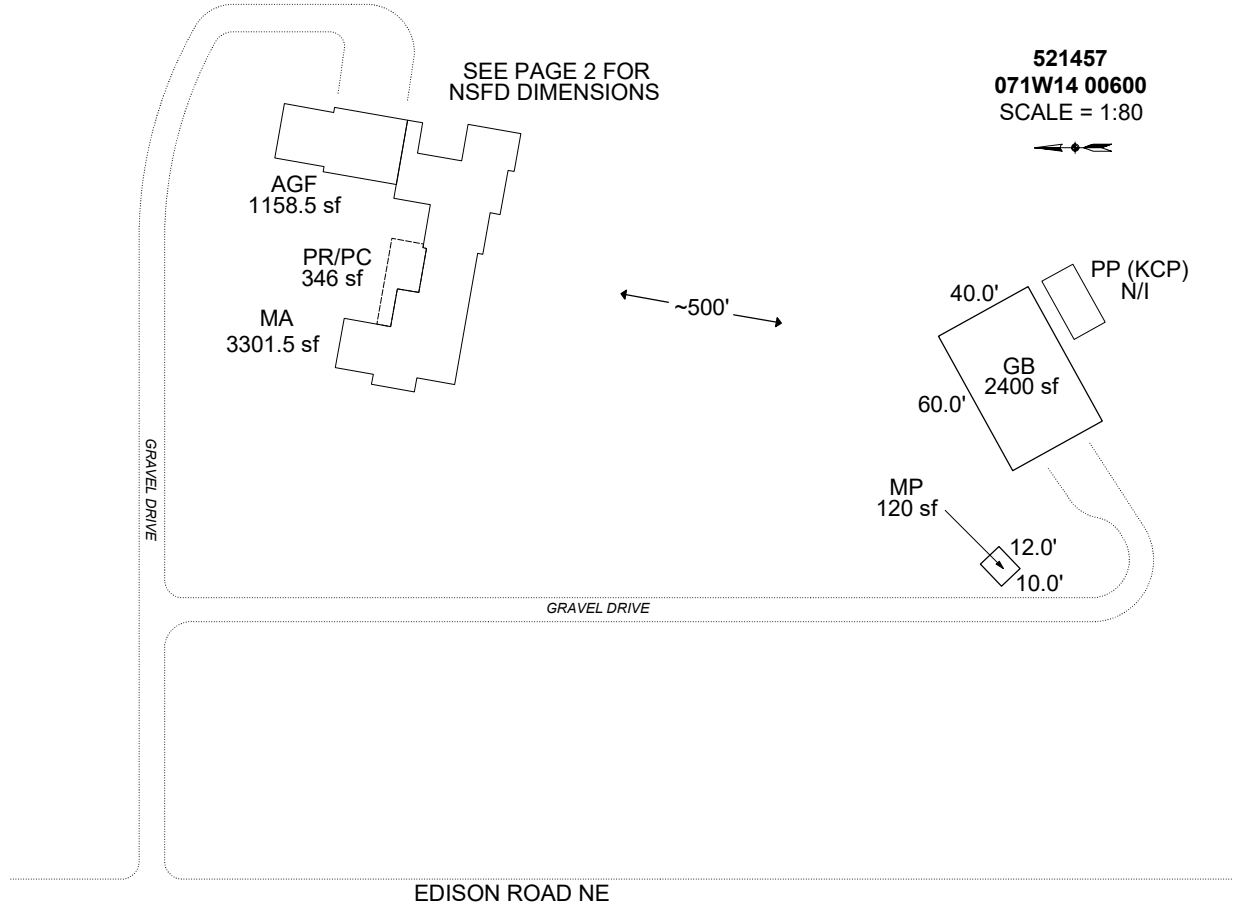 SEE PAGE 2 FOR
NSFD DIMENSIONS
521457
071W14 00600
SCALE = 1:80
AGF
1158.5 sf
PR/PC
346 sf
MA
3301.5 sf
~500'
PP (KCP)
N/I
40.0'
GB
2400 sf
60.0'
MP
120 sf
12.0'
10.0'
GRAVEL DRIVE
GRAVEL DRIVE
EDISON ROAD NE